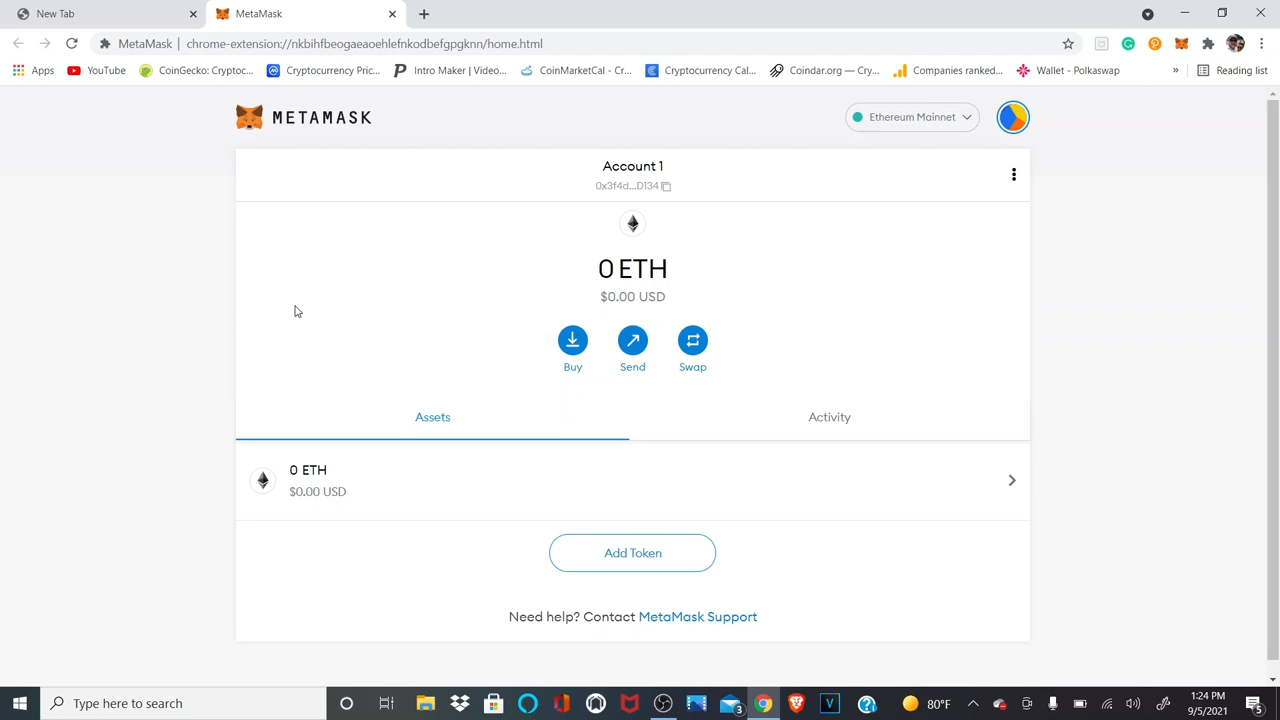 New Tab
MetaMask
MetaMask | chrome-extension://nkbihfbeogaeaoehlefnkodbefgpgknn/home.html
Apps
YouTube
CoinGecko: Cryptoc...
Cryptocurrency Pric...
Intro Maker | Video...
CoinMarketCal - Cr...
Cryptocurrency Cal...
Coindar.org — Cry...
Companies ranked...
Wallet - Polkaswap
»
Reading list
METAMASK
Ethereum Mainnet
Account 1
0x3f4d...D134
0 ETH
$0.00 USD
Buy
Send
Swap
Assets
Activity
0 ETH
$0.00 USD
Add Token
Need help? Contact MetaMask Support
Type here to search
3
V
80°F
1:24 PM
9/5/2021
5